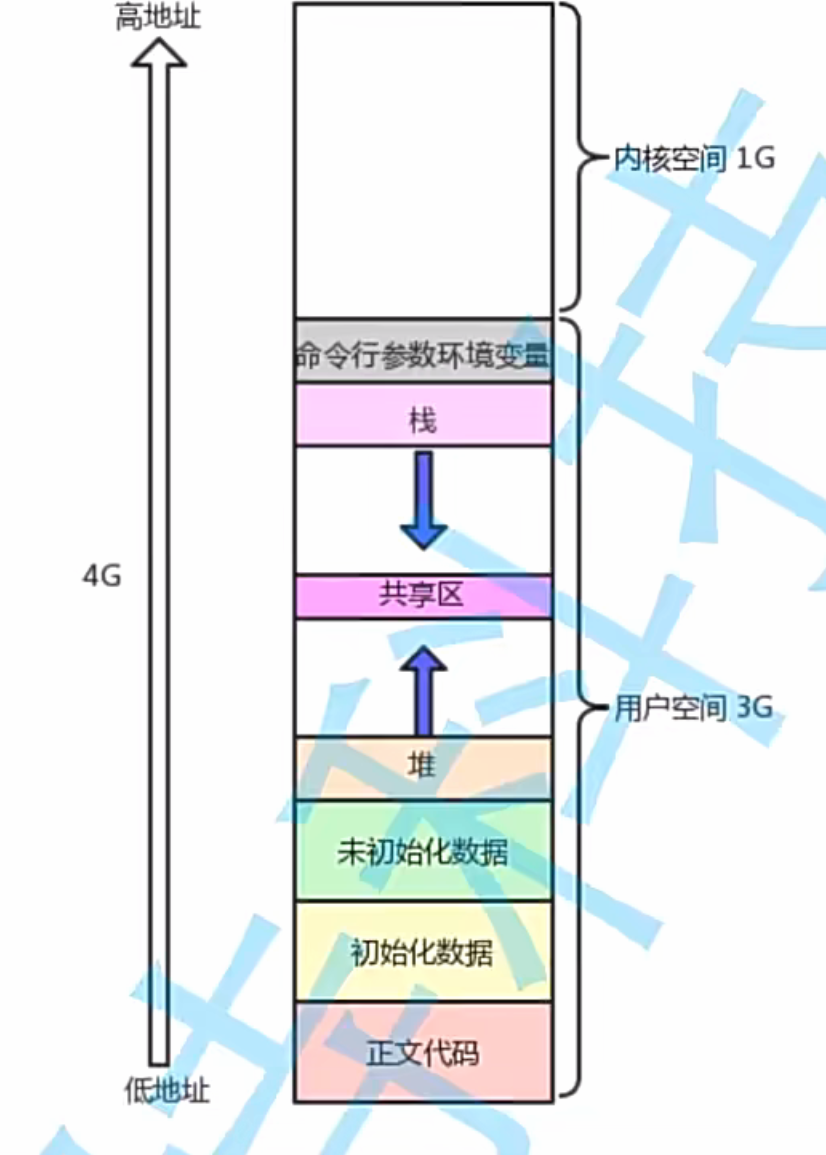 高地址
内核空间 1G
命令行参数环境变量
栈
4G
共享区
用户空间 3G
堆
未初始化数据
初始化数据
正文代码
低地址